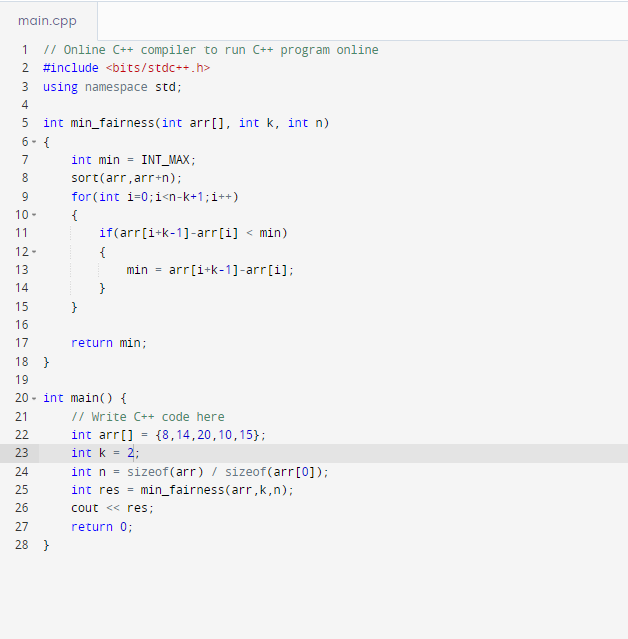 main.cpp
1 // Online C++ compiler to run C++ program online
2 #include <bits/stdc++.h>
3 using namespace std;
4
5 int min_fairness(int arr[], int k, int n)
6 {
7     int min = INT_MAX;
8     sort(arr,arr+n);
9     for(int i=0;i<n-k+1;i++)
10     {
11         if(arr[i+k-1]-arr[i] < min)
12         {
13             min = arr[i+k-1]-arr[i];
14         }
15     }
16
17     return min;
18 }
19
20 int main() {
21     // Write C++ code here
22     int arr[] = {8,14,20,10,15};
23     int k = 2;
24     int n = sizeof(arr) / sizeof(arr[0]);
25     int res = min_fairness(arr,k,n);
26     cout << res;
27     return 0;
28 }